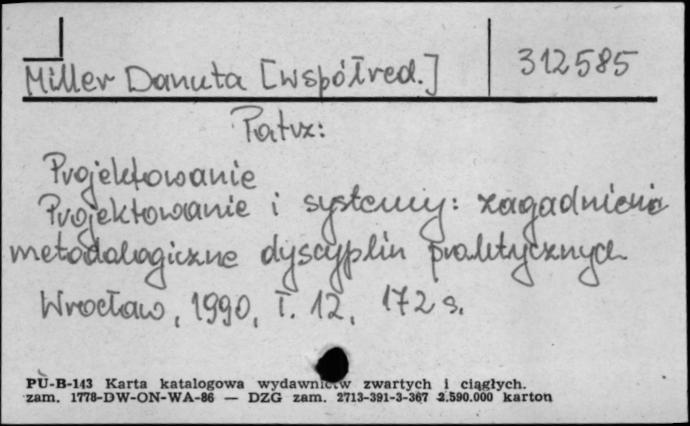 Miller Danuta [współred.] 312585
Patrz:
Projektowanie
Projektowanie i systemy: zagadnienia
metodologiczne dyscyplin praktycznych
Wrocław, 1990, T. 12, 172 s.
PU-B-143 Karta katalogowa wydawnictw zwartych i ciągłych.
zam. 1778-DW-ON-WA-86 — DZG zam. 2713-391-3-367 2.590.000 karton